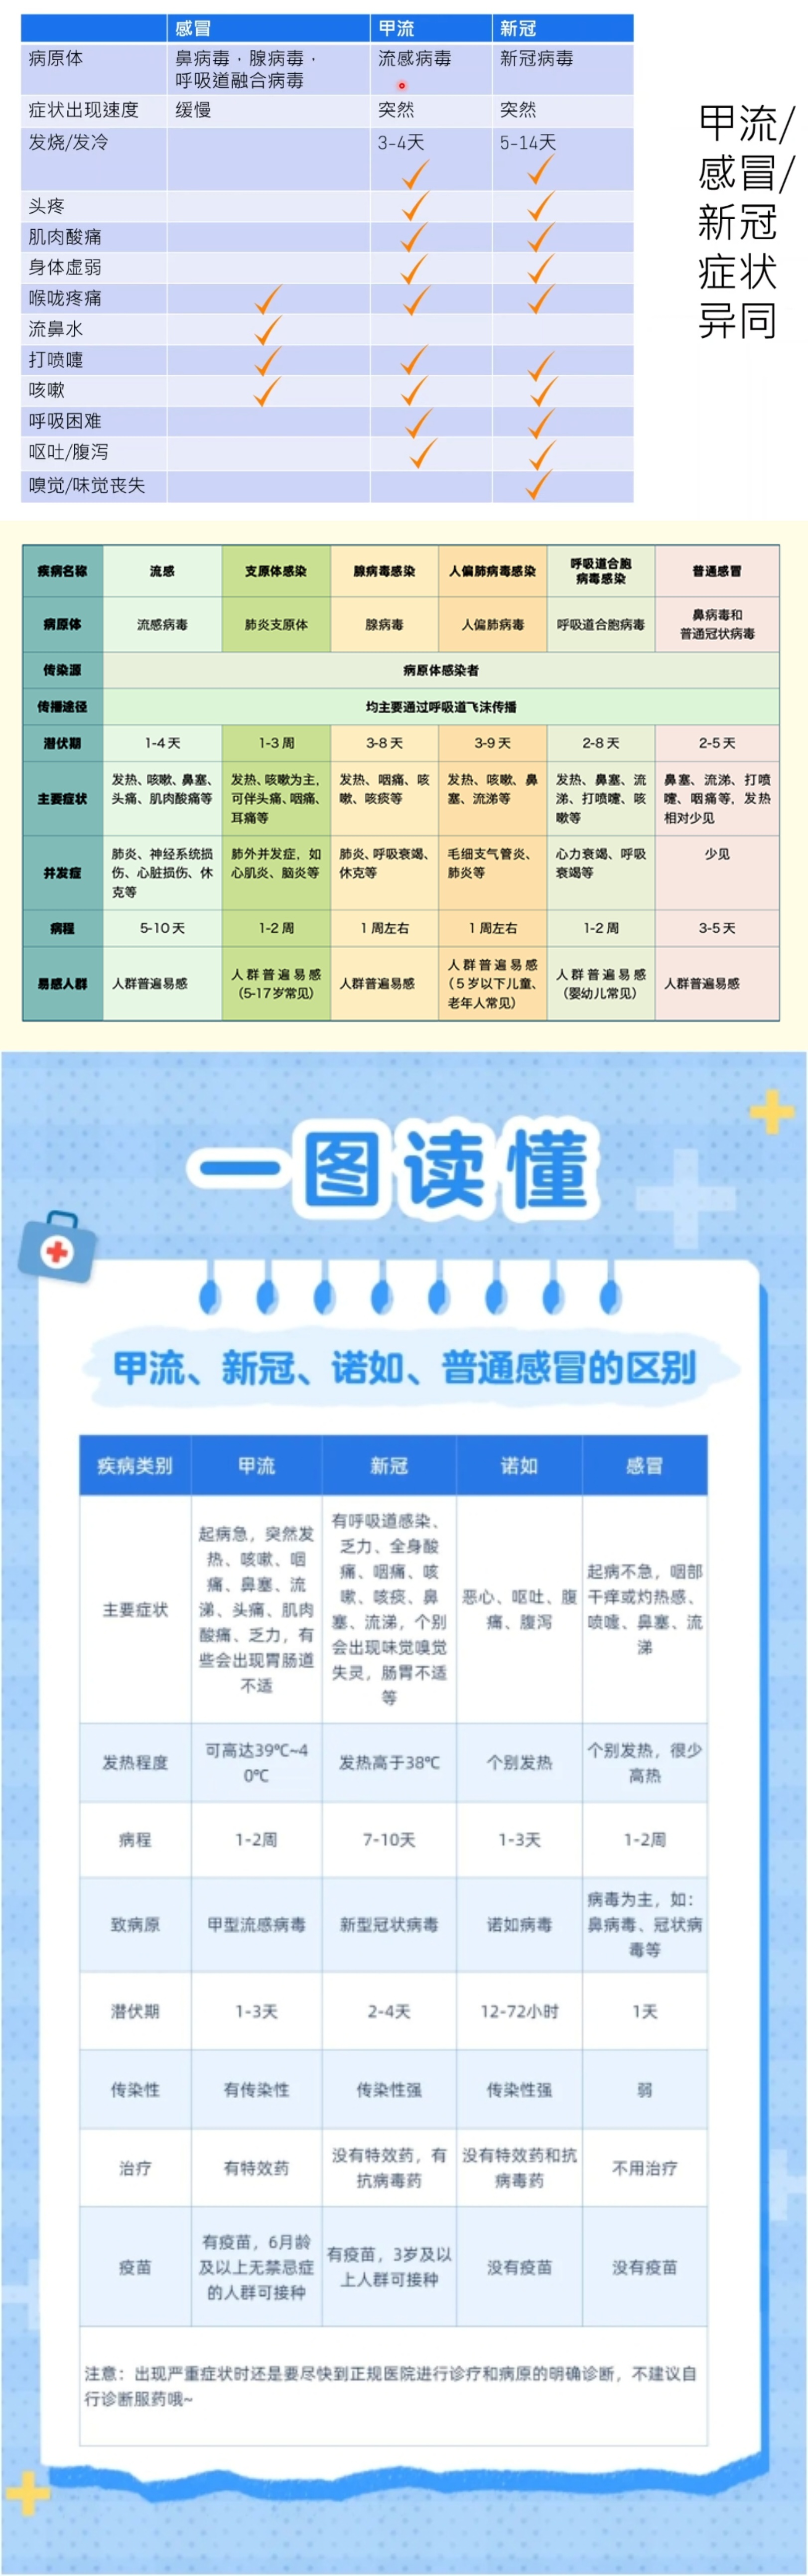 感冒 甲流 新冠
病原体 鼻病毒，腺病毒， 流感病毒 新冠病毒
呼吸道融合病毒
症状出现速度 缓慢 突然 突然
发烧/发冷 3-4天 5-14天
头疼
肌肉酸痛
身体虚弱
喉咙疼痛
流鼻水
打喷嚏
咳嗽
呼吸困难
呕吐/腹泻
嗅觉/味觉丧失
甲流/
感冒/
新冠
症状
异同
疾病名称 流感 支原体感染 腺病毒感染 人偏肺病毒感染 呼吸道合胞 普通感冒
病毒感染
病原体 流感病毒 肺炎支原体 腺病毒 人偏肺病毒 呼吸道合胞病毒 鼻病毒和
普通冠状病毒
传染源 病原体感染者
传播途径 均主要通过呼吸道飞沫传播
潜伏期 1-4天 1-3周 3-8天 3-9天 2-8天 2-5天
主要症状
发热、咳嗽、鼻塞、
头痛、肌肉酸痛等
发热、咳嗽为主，
可伴头痛、咽痛、
耳痛等
发热、咽痛、咳
嗽、咳痰等
发热、咳嗽、鼻
塞、流涕等
发热、鼻塞、流
涕、打喷嚏、咳
嗽等
鼻塞、流涕、打喷
嚏、咽痛等，发热
相对少见
并发症
肺炎、神经系统损
伤、心脏损伤、休
克等
肺外并发症，如
心肌炎、脑炎等
肺炎、呼吸衰竭、
休克等
毛细支气管炎、
肺炎等
心力衰竭、呼吸
衰竭等
少见
病程 5-10天 1-2周 1周左右 1周左右 1-2周 3-5天
易感人群
人群普遍易感
人群普遍易感
（5-17岁常见）
人群普遍易感
人群普遍易感
（5岁以下儿童、
老年人常见）
人群普遍易感
（婴幼儿常见）
人群普遍易感
一图读懂
甲流、新冠、诺如、普通感冒的区别
疾病类别 甲流 新冠 诺如 感冒
主要症状
起病急，突然发
热、咳嗽、咽
痛、鼻塞、流
涕、头痛、肌肉
酸痛、乏力，有
些会出现胃肠道
不适
有呼吸道感染、
乏力、全身酸
痛、咽痛、咳
嗽、咳痰、鼻
塞、流涕，个别
会出现味觉嗅觉
失灵，肠胃不适
等
恶心、呕吐、腹
痛、腹泻
起病不急，咽部
干痒或灼热感、
喷嚏、鼻塞、流
涕
发热程度
可高达39℃~4
0℃
发热高于38℃
个别发热
个别发热，很少
高热
病程 1-2周 7-10天 1-3天 1-2周
致病原 甲型流感病毒 新型冠状病毒 诺如病毒
病毒为主，如：
鼻病毒、冠状病
毒等
潜伏期 1-3天 2-4天 12-72小时 1天
传染性 有传染性 传染性强 传染性强 弱
治疗 有特效药
没有特效药，有
抗病毒药
没有特效药和抗
病毒药
不用治疗
疫苗
有疫苗，6月龄
及以上无禁忌症
的人群可接种
有疫苗，3岁及以
上人群可接种
没有疫苗
没有疫苗
注意：出现严重症状时还是要尽快到正规医院进行诊疗和病原的明确诊断，不建议自
行诊断服药哦~